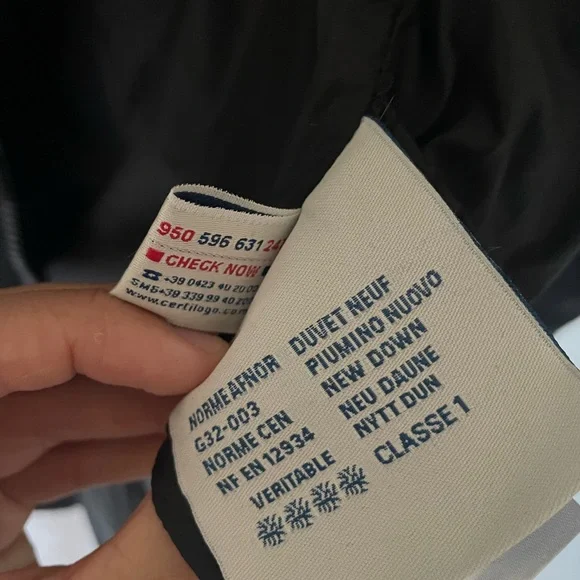 950 596 631 24
CHECK NOW
+39 0423 40 20 00
SMS+39 339 99 40 200
www.certilogo.com
NORME AFNOR
G32-003
NORME CEN
NF EN 12934
VERITABLE
DUVET NEUF
PIUMINO NUOVO
NEW DOWN
NEU DAUNE
NYTT DUN
CLASSE 1